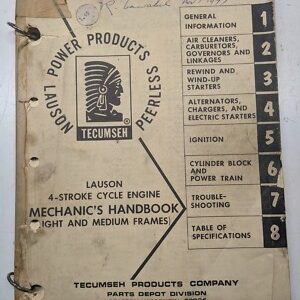 LAUSON POWER PRODUCTS PEERLESS
TECUMSEH
LAUSON
4-STROKE CYCLE ENGINE
MECHANIC'S HANDBOOK
(LIGHT AND MEDIUM FRAMES)
GENERAL
INFORMATION
1
AIR CLEANERS,
CARBURETORS,
GOVERNORS AND
LINKAGES
2
REWIND AND
WIND-UP
STARTERS
3
ALTERNATORS,
CHARGERS, AND
ELECTRIC STARTERS
4
IGNITION
5
CYLINDER BLOCK
AND
POWER TRAIN
6
TROUBLE-
SHOOTING
7
TABLE OF
SPECIFICATIONS
8
TECUMSEH PRODUCTS COMPANY
PARTS DEPOT DIVISION